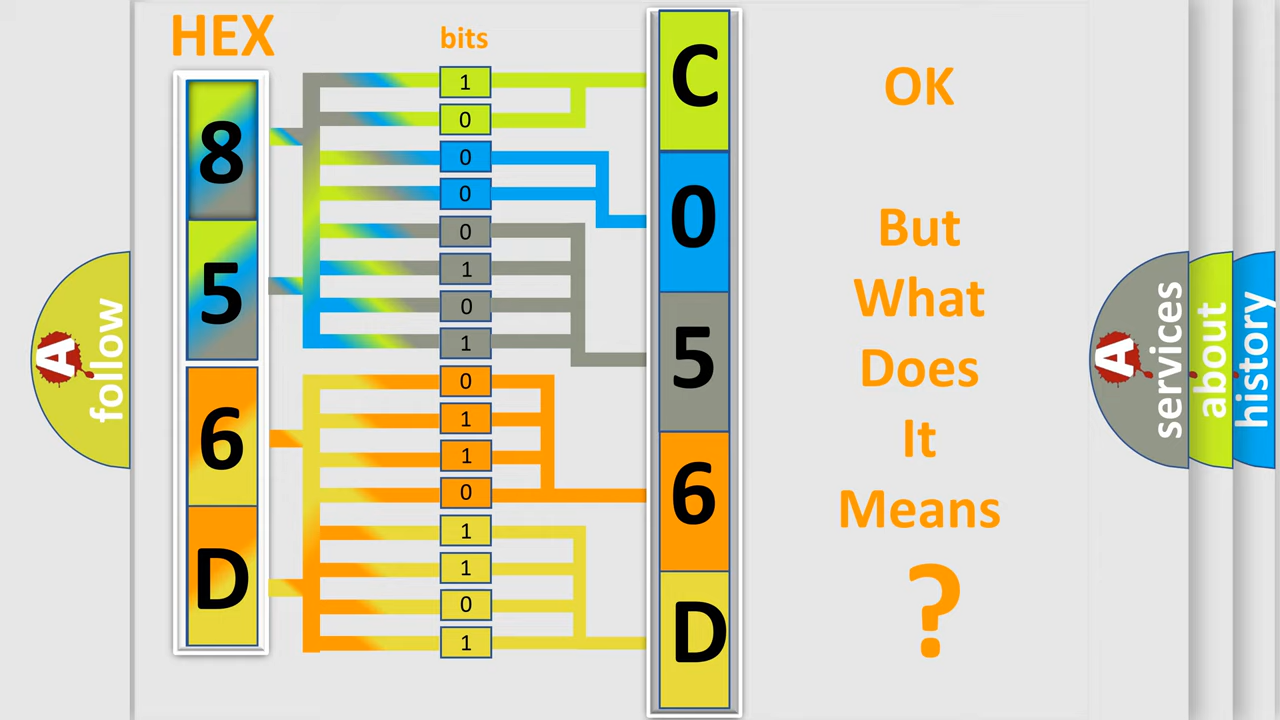 HEX
bits
8
5
6
D
1
0
0
0
0
1
0
1
0
1
1
0
1
1
0
1
C
0
5
6
D
OK
But
What
Does
It
Means
?
A
follow
A
services
about
history